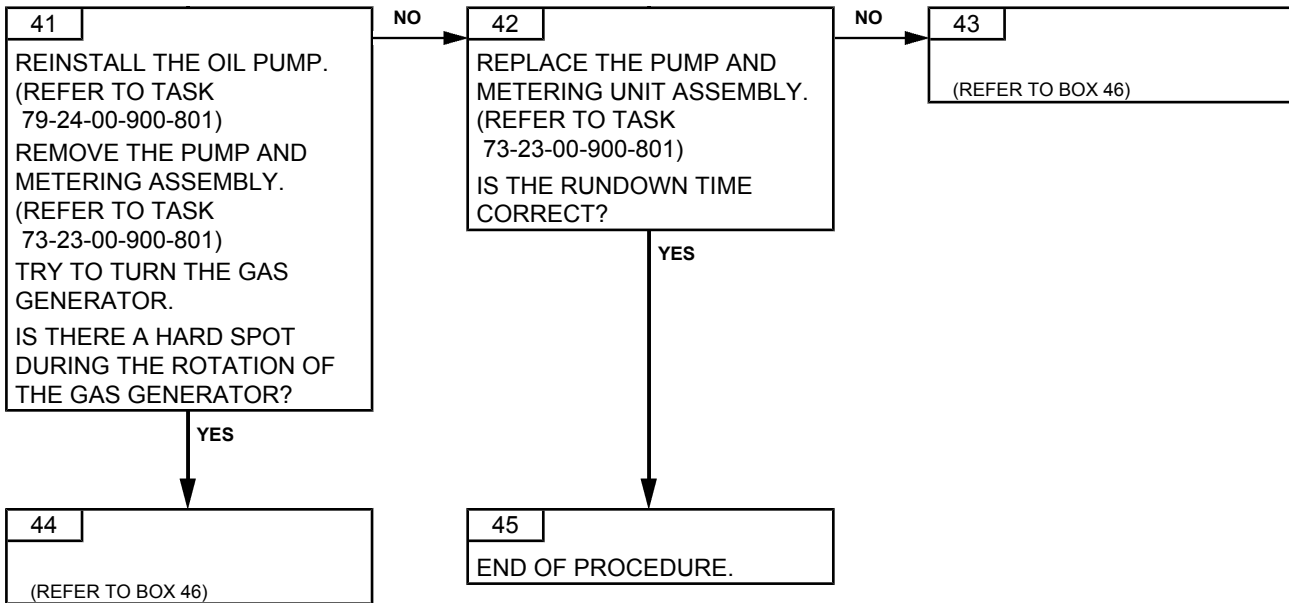 41
REINSTALL THE OIL PUMP.
(REFER TO TASK
79-24-00-900-801)
REMOVE THE PUMP AND
METERING ASSEMBLY.
(REFER TO TASK
73-23-00-900-801)
TRY TO TURN THE GAS
GENERATOR.
IS THERE A HARD SPOT
DURING THE ROTATION OF
THE GAS GENERATOR?
NO
42
REPLACE THE PUMP AND
METERING UNIT ASSEMBLY.
(REFER TO TASK
73-23-00-900-801)
IS THE RUNDOWN TIME
CORRECT?
NO
43
(REFER TO BOX 46)
YES
44
(REFER TO BOX 46)
YES
45
END OF PROCEDURE.